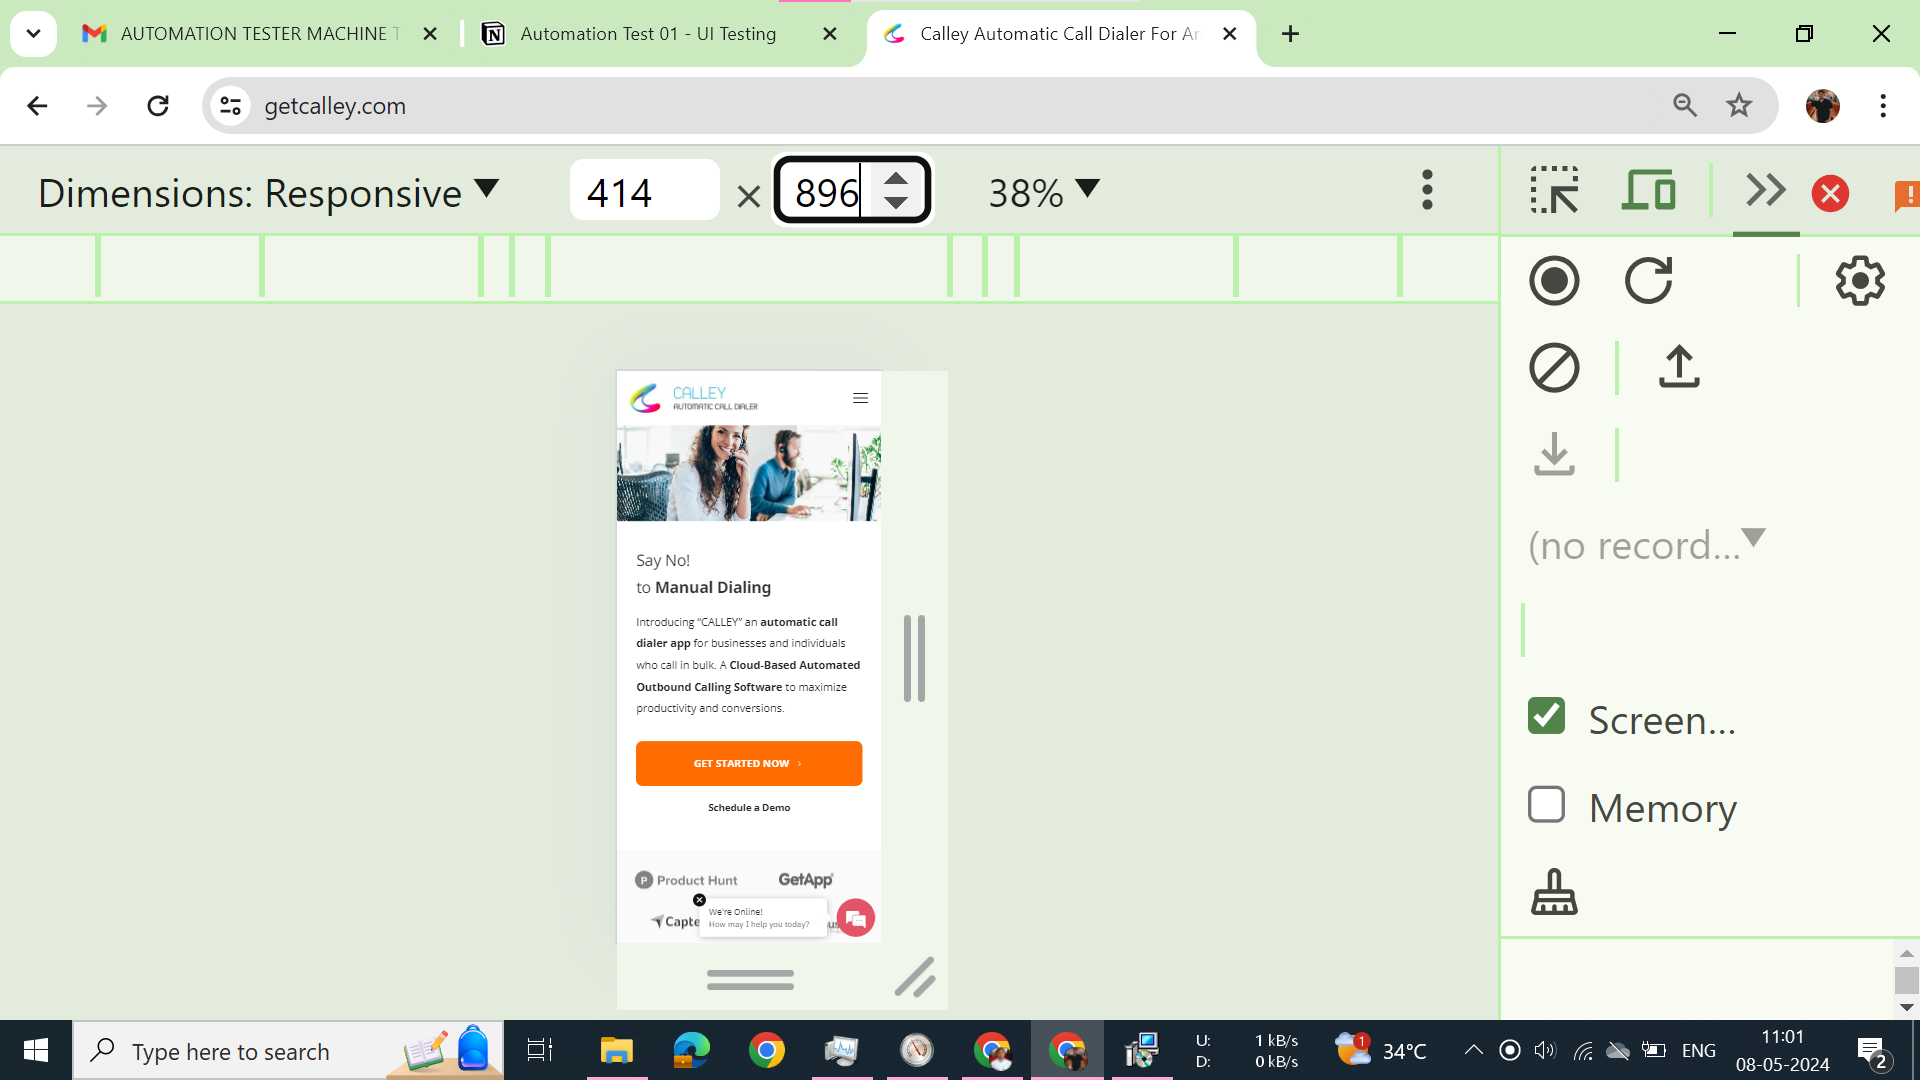 AUTOMATION TESTER MACHINE T
Automation Test 01 - UI Testing
Calley Automatic Call Dialer For An
getcalley.com
Dimensions: Responsive
414 × 896
38%
CALLEY
AUTOMATIC CALL DIALER
Say No!
to Manual Dialing
Introducing “CALLEY” an automatic call
dialer app for businesses and individuals
who call in bulk. A Cloud-Based Automated
Outbound Calling Software to maximize
productivity and conversions.
GET STARTED NOW ›
Schedule a Demo
P Product Hunt
GetApp
Capte
us
We're Online!
How may I help you today?
(no record...
Screen...
Memory
Type here to search
U: 1 kB/s
D: 0 kB/s
1
34°C
ENG
11:01
08-05-2024
2